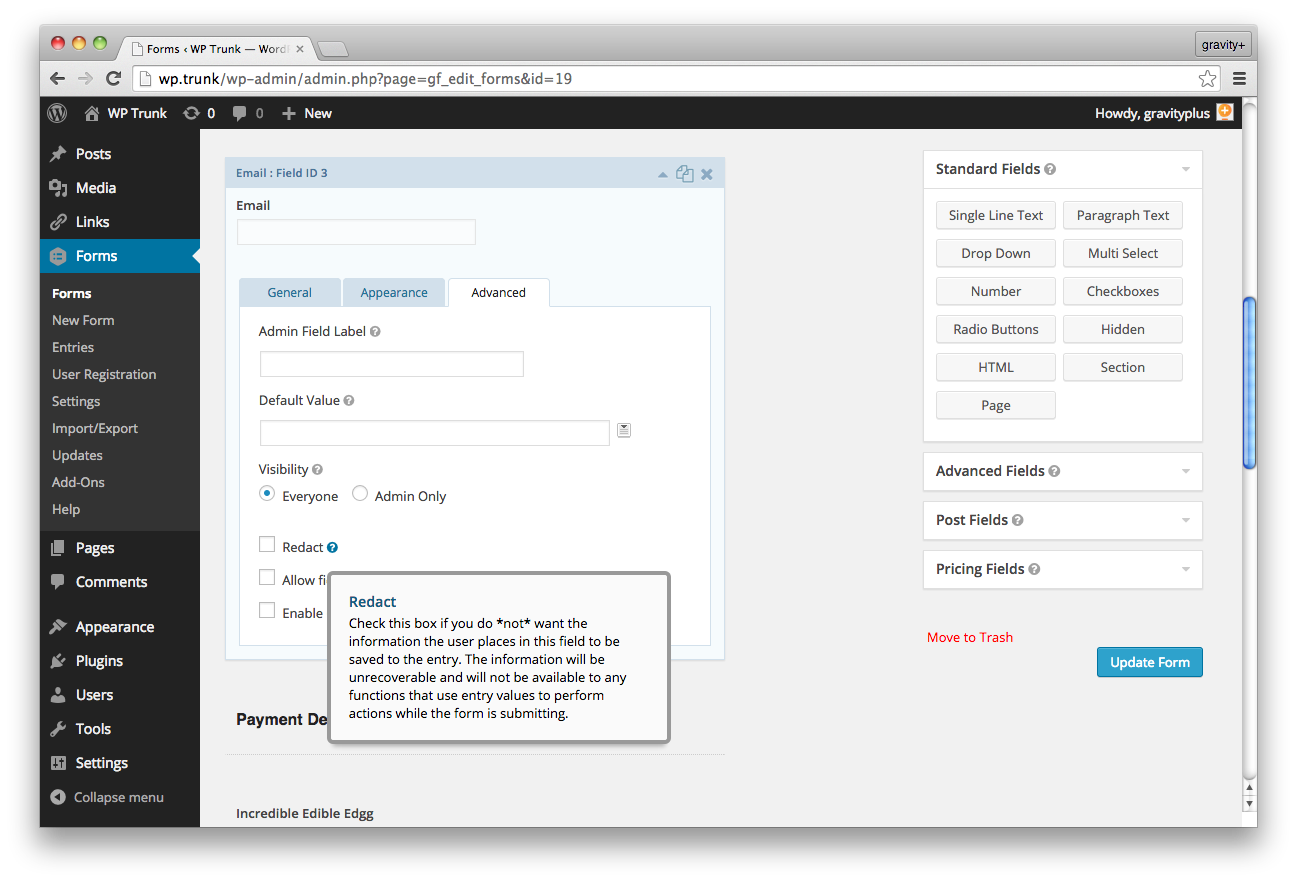 Forms ‹ WP Trunk — Word
gravity+
wp.trunk/wp-admin/admin.php?page=gf_edit_forms&id=19
WP Trunk 0 0 New
Howdy, gravityplus
Posts
Media
Links
Forms
Forms
New Form
Entries
User Registration
Settings
Import/Export
Updates
Add-Ons
Help
Pages
Comments
Appearance
Plugins
Users
Tools
Settings
Collapse menu
Email : Field ID 3
Email
General Appearance Advanced
Admin Field Label
Default Value
Visibility
Everyone Admin Only
Redact
Allow fi
Enable
Redact
Check this box if you do *not* want the
information the user places in this field to be
saved to the entry. The information will be
unrecoverable and will not be available to any
functions that use entry values to perform
actions while the form is submitting.
Payment De
Incredible Edible Edgg
Standard Fields
Single Line Text Paragraph Text
Drop Down Multi Select
Number Checkboxes
Radio Buttons Hidden
HTML Section
Page
Advanced Fields
Post Fields
Pricing Fields
Move to Trash
Update Form